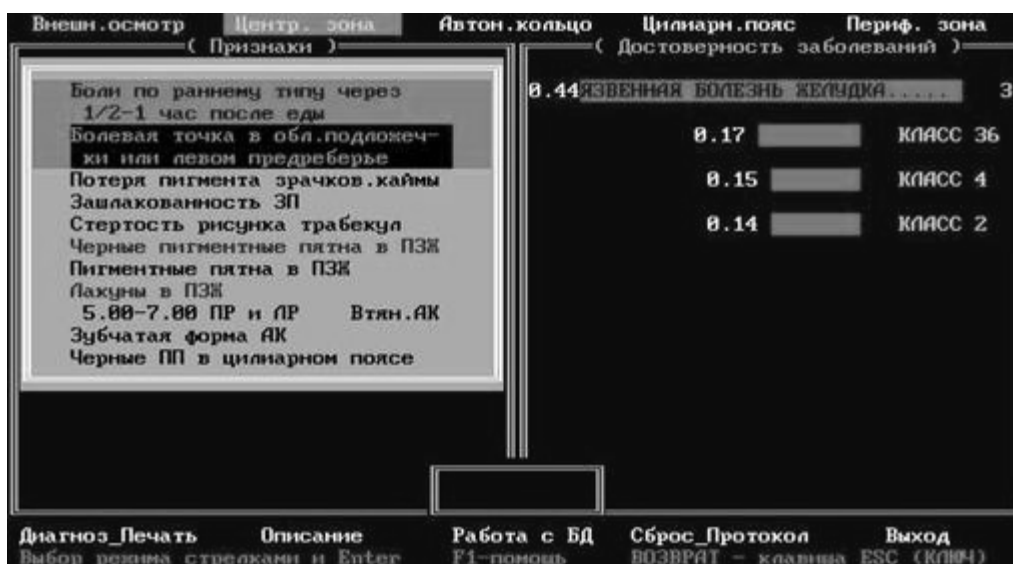 Внешн.осмотр Центр. зона Автон.кольцо Цилиарн.пояс Периф. зона
( Признаки )
( Достоверность заболеваний )
Боли по раннему типу через
1/2-1 час после еды
Болевая точка в обл.подложеч-
ки или левом предреберье
Потеря пигмента зрачков.каймы
Зашлакованность ЗП
Стертость рисунка трабекул
Черные пигментные пятна в ПЗЖ
Пигментные пятна в ПЗЖ
Лакуны в ПЗЖ
5.00-7.00 ПР и ЛР Втян.АК
Зубчатая форма АК
Черные ПП в цилиарном поясе
0.44 ЯЗВЕННАЯ БОЛЕЗНЬ ЖЕЛУДКА..... 3
0.17 КЛАСС 36
0.15 КЛАСС 4
0.14 КЛАСС 2
Диагноз_Печать Описание Работа с БД Сброс_Протокол Выход
Выбор режима стрелками и Enter F1-помощь ВОЗВРАТ - клавиша ESC (КЛЮЧ)